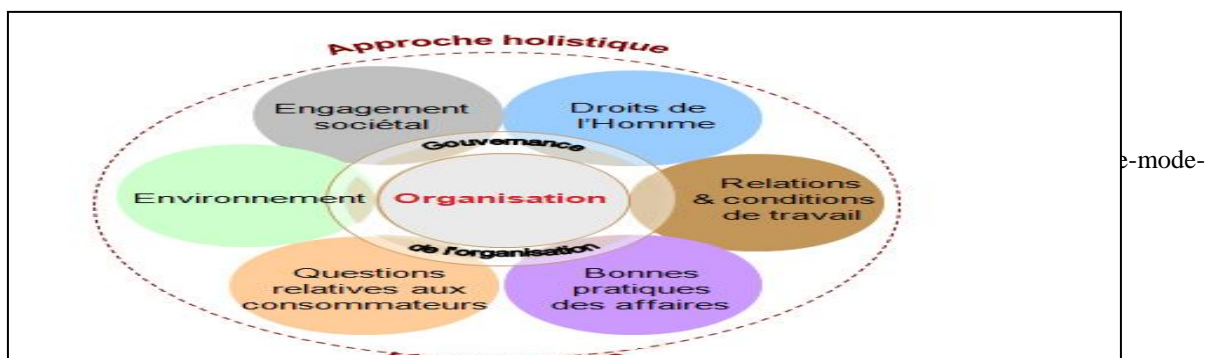 Approche holistique
Engagement
sociétal
Droits de
l'Homme
Gouvernance
e-mode-
Environnement
Organisation
Relations
& conditions
de travail
de l'organisation
Questions
relatives aux
consommateurs
Bonnes
pratiques
des affaires